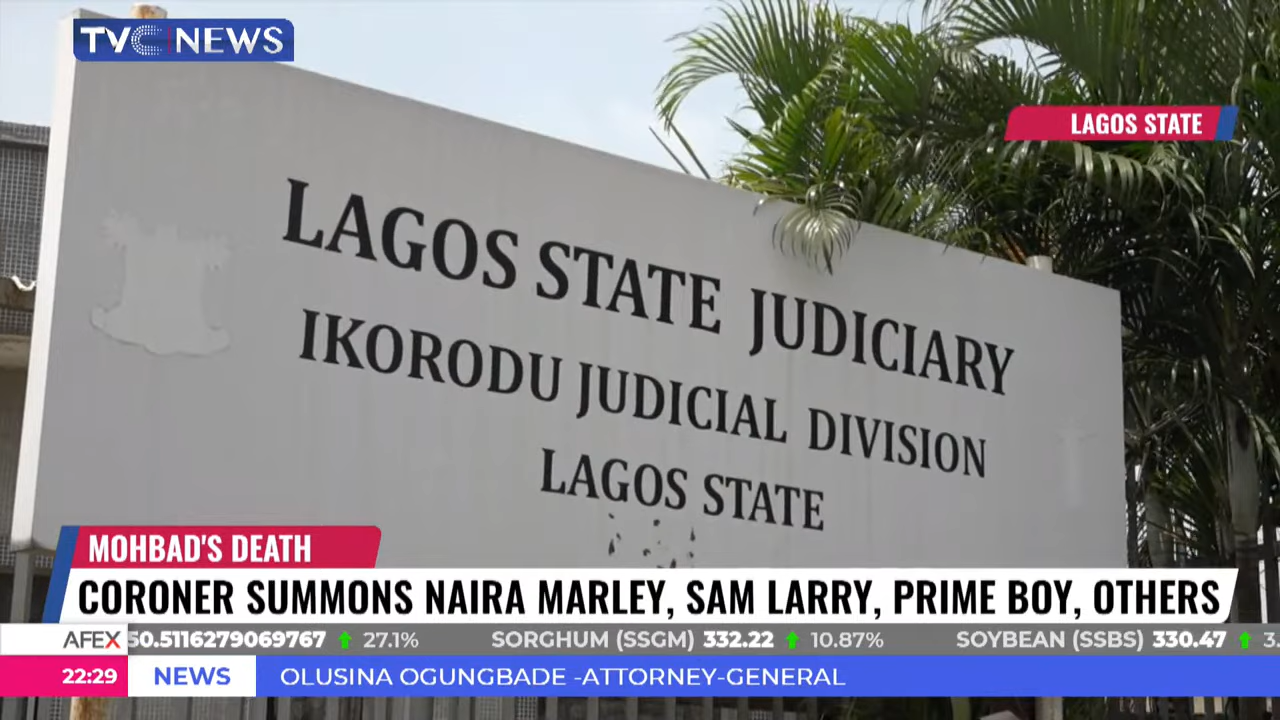 TVC NEWS
LAGOS STATE
LAGOS STATE JUDICIARY
IKORODU JUDICIAL DIVISION
LAGOS STATE
MOHBAD'S DEATH
CORONER SUMMONS NAIRA MARLEY, SAM LARRY, PRIME BOY, OTHERS
AFEX 50.5116279069767 27.1% SORGHUM (SSGM) 332.22 10.87% SOYBEAN (SSBS) 330.47 3.
22:29 NEWS OLUSINA OGUNGBADE -ATTORNEY-GENERAL